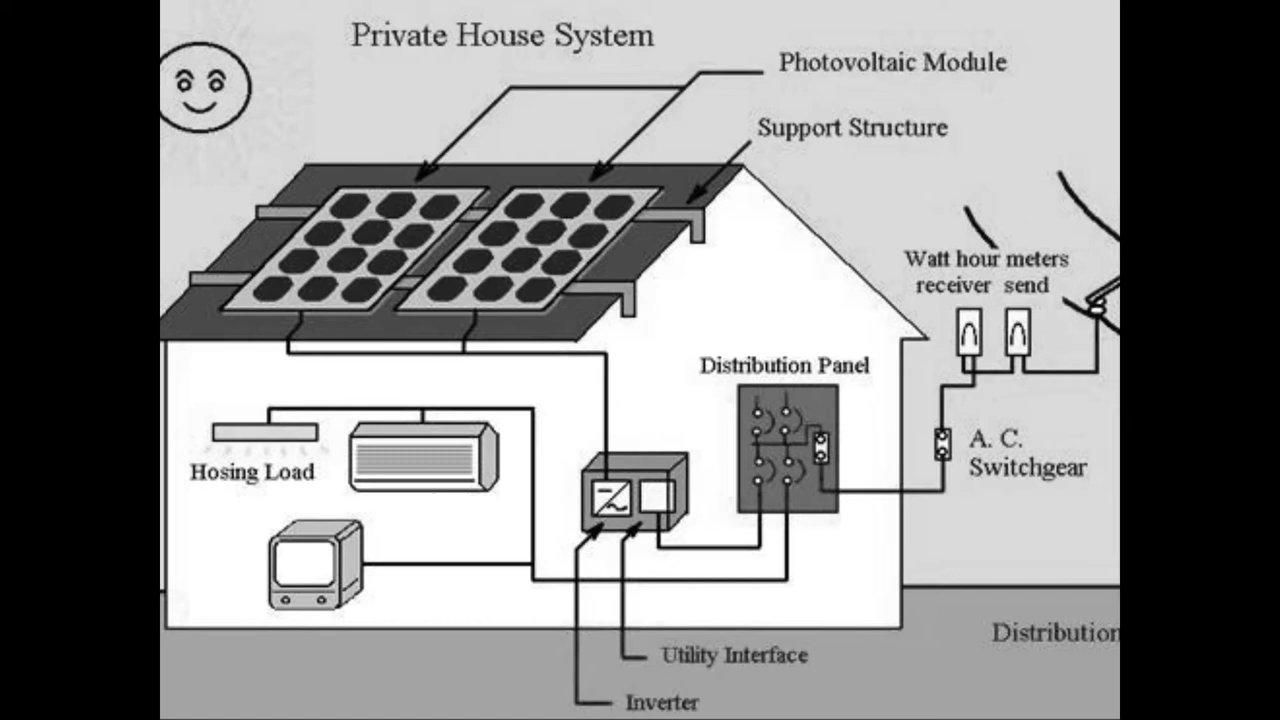 Private House System
Photovoltaic Module
Support Structure
Watt hour meters
receiver send
Distribution Panel
A. C.
Switchgear
Hosing Load
Distribution
Utility Interface
Inverter